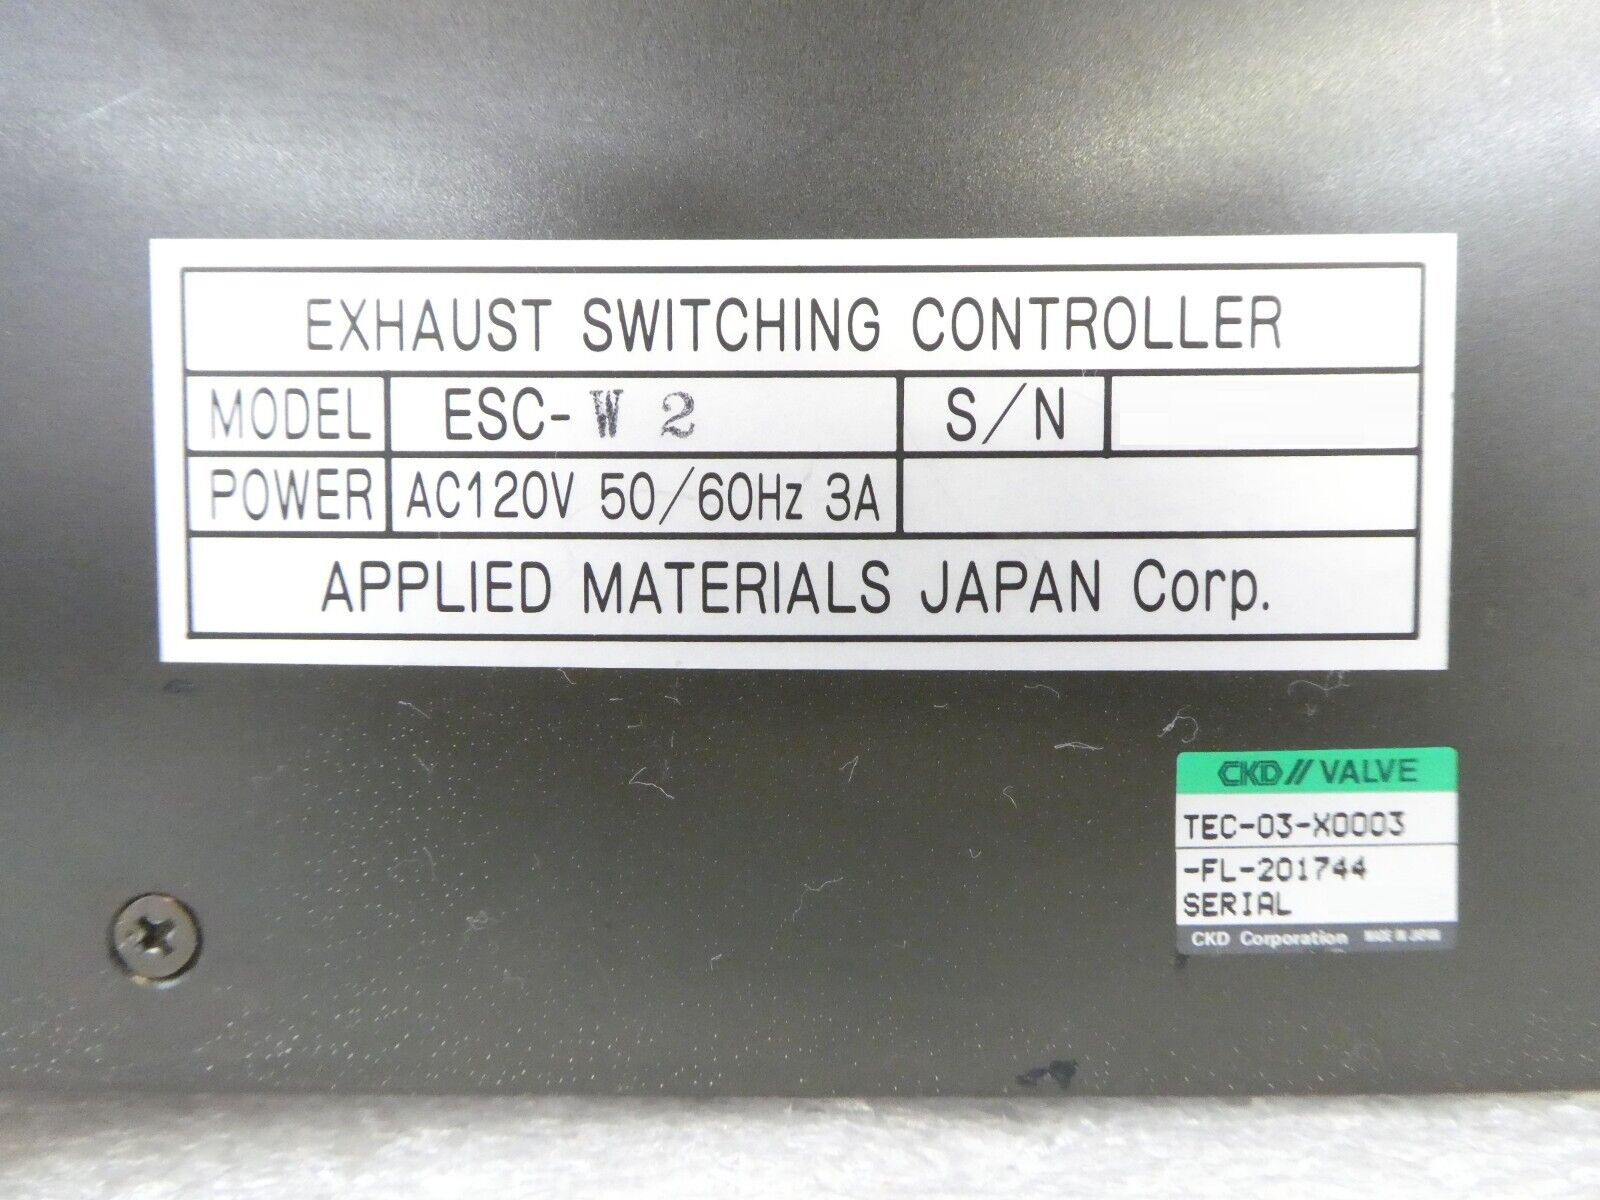 EXHAUST SWITCHING CONTROLLER
MODEL ESC-W 2 S/N
POWER AC120V 50/60Hz 3A
APPLIED MATERIALS JAPAN Corp.
CKD// VALVE
TEC-03-X0003
-FL-201744
SERIAL
CKD Corporation MADE IN JAPAN